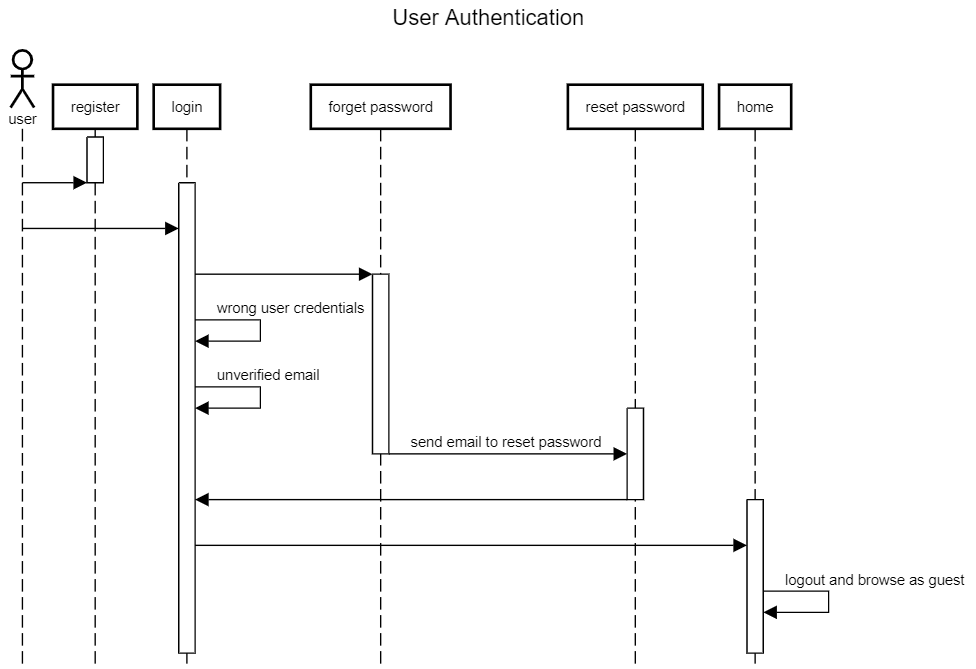 User Authentication
user
register
login
forget password
reset password
home
wrong user credentials
unverified email
send email to reset password
logout and browse as guest